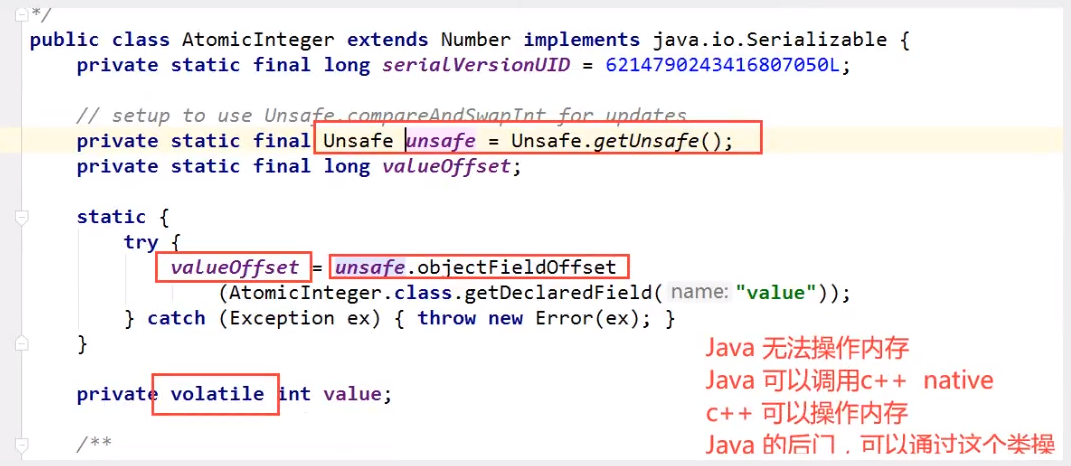 */
public class AtomicInteger extends Number implements java.io.Serializable {
private static final long serialVersionUID = 6214790243416807050L;
// setup to use Unsafe.compareAndSwapInt for updates
private static final Unsafe unsafe = Unsafe.getUnsafe();
private static final long valueOffset;
static {
try {
valueOffset = unsafe.objectFieldOffset
(AtomicInteger.class.getDeclaredField( name: "value"));
} catch (Exception ex) { throw new Error(ex); }
}
private volatile int value;
/**
Java 无法操作内存
Java 可以调用c++ native
c++ 可以操作内存
Java 的后门，可以通过这个类操